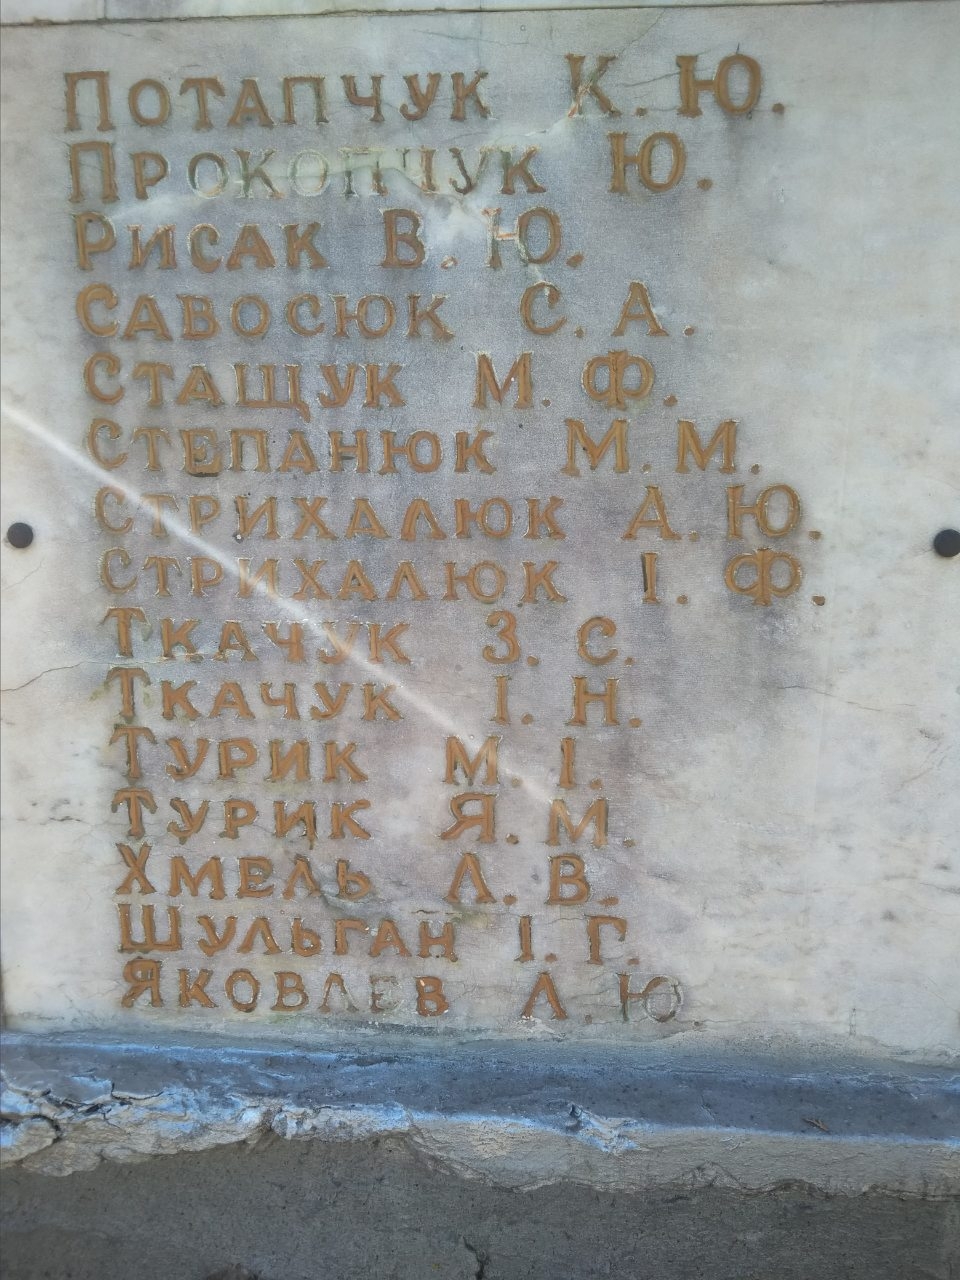 ПОТАПЧУК К.Ю.
ПРОКОПЧУК Ю.
РИСАК В.Ю.
САВОСЮК С.А.
СТАЩУК М.Ф.
СТЕПАНЮК М.М.
СТРИХАЛЮК А.Ю.
СТРИХАЛЮК І.Ф.
ТКАЧУК З.С.
ТКАЧУК І.Н.
ТУРИК М.І.
ТУРИК Я.М.
ХМЕЛЬ Л.В.
ШУЛЬГАН І.Г.
ЯКОВЛЕВ А.Ю